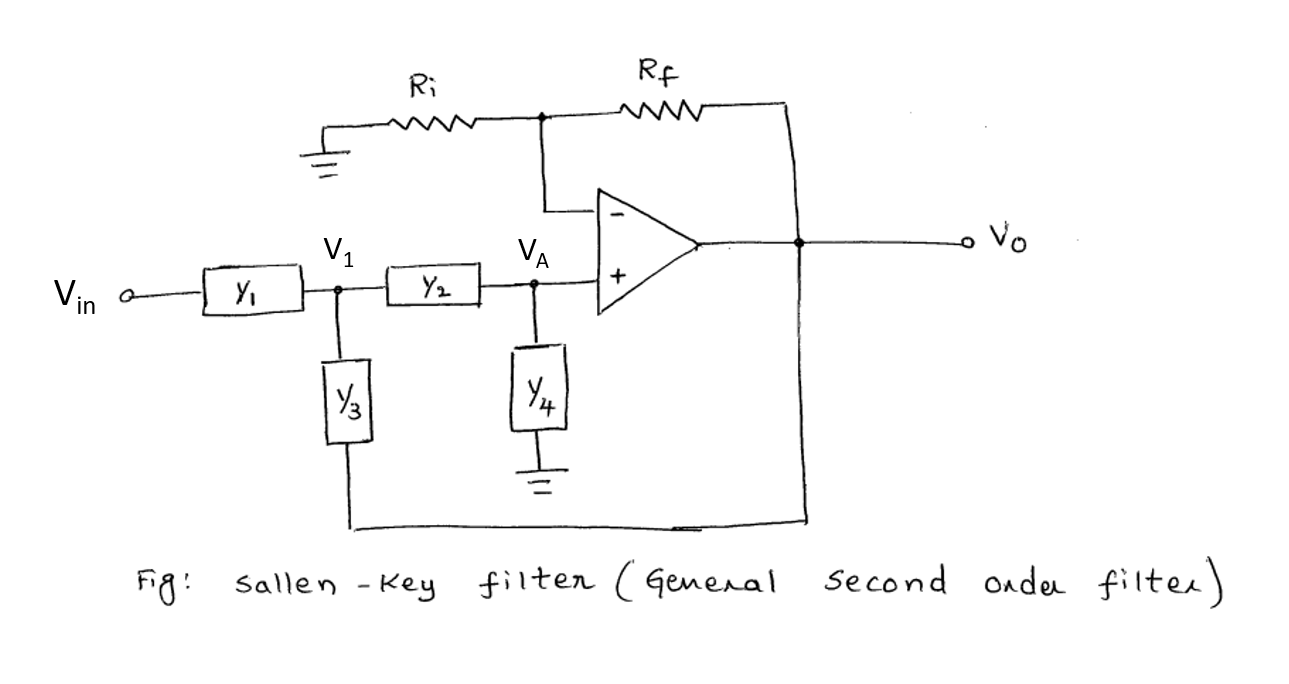 Ri
Rf
V1
VA
-
+
Vo
Vin
Y1
Y2
Y3
Y4
Fig: Sallen-Key filter (General second order filter)